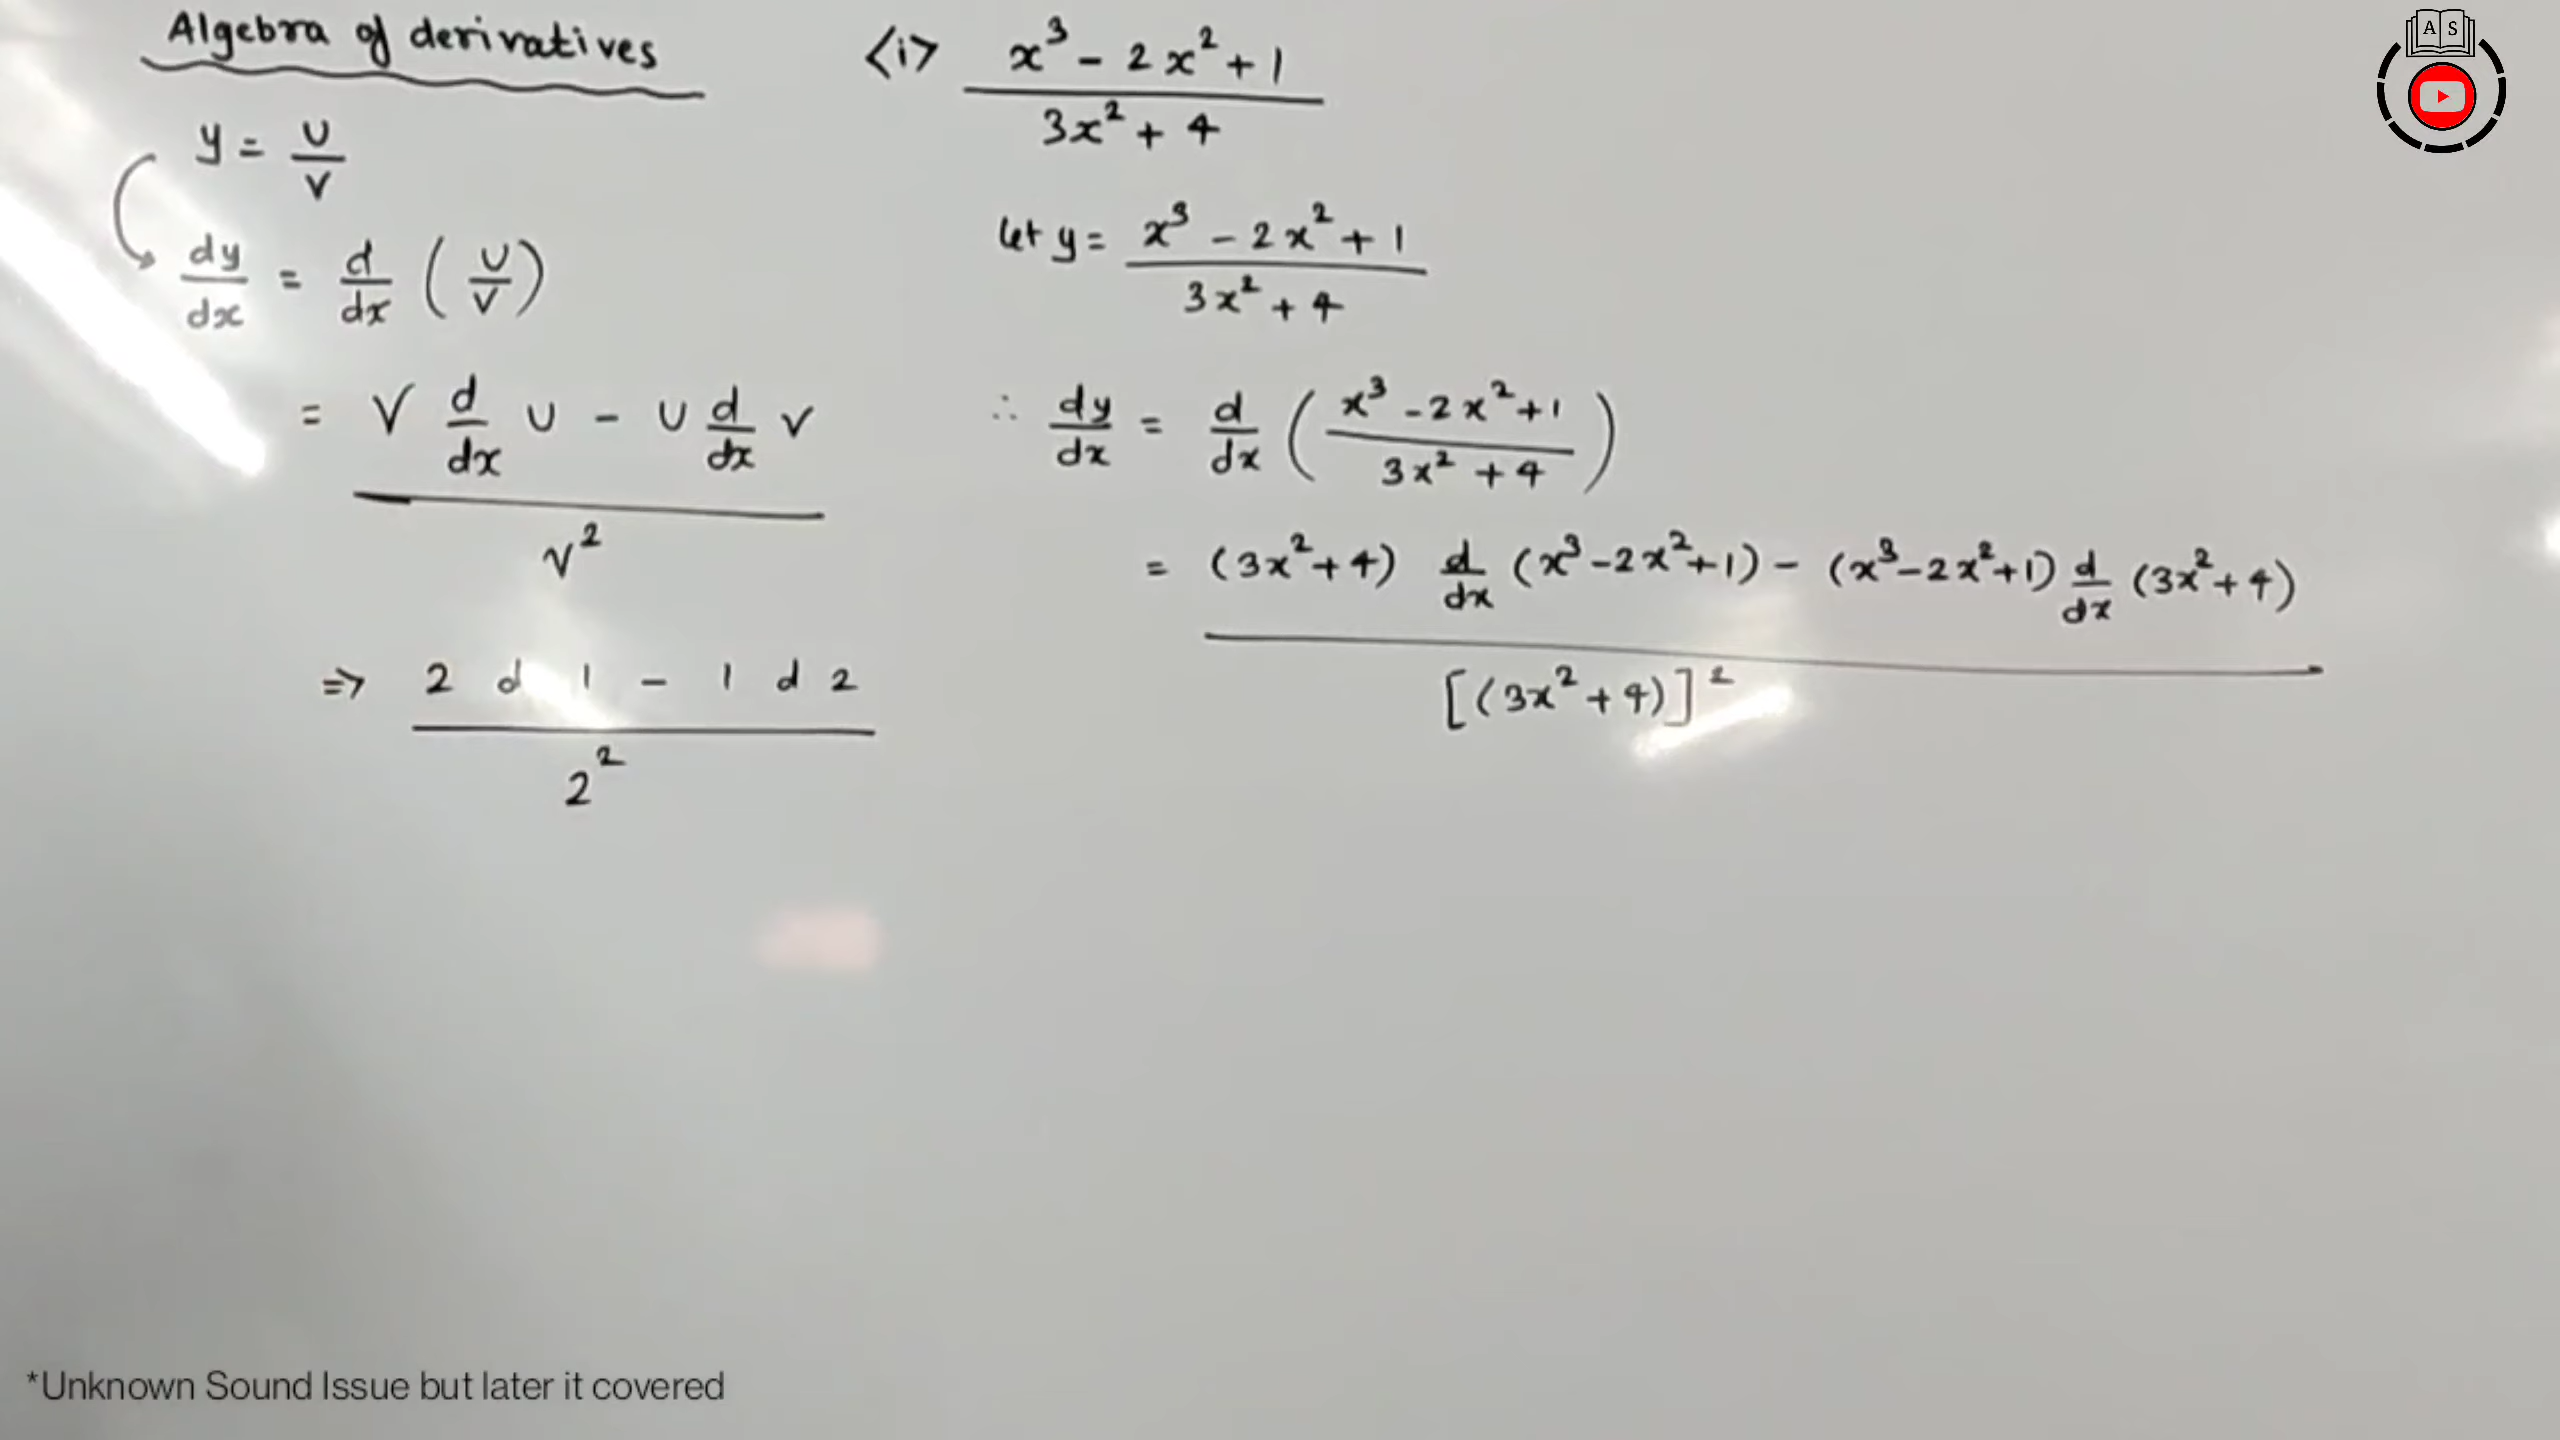 Algebra of derivatives
y = U/V
dy/dx = d/dx (U/V)
= V d/dx U - U d/dx V
V²
=> 2 d 1 - 1 d 2
2²
<i> x³ - 2x² + 1
3x² + 4
let y = x³ - 2x² + 1
3x² + 4
∴ dy/dx = d/dx ( x³ - 2x² + 1 / 3x² + 4 )
= (3x² + 4) d/dx (x³ - 2x² + 1) - (x³ - 2x² + 1) d/dx (3x² + 4)
[(3x² + 4)]²
A S
*Unknown Sound Issue but later it covered